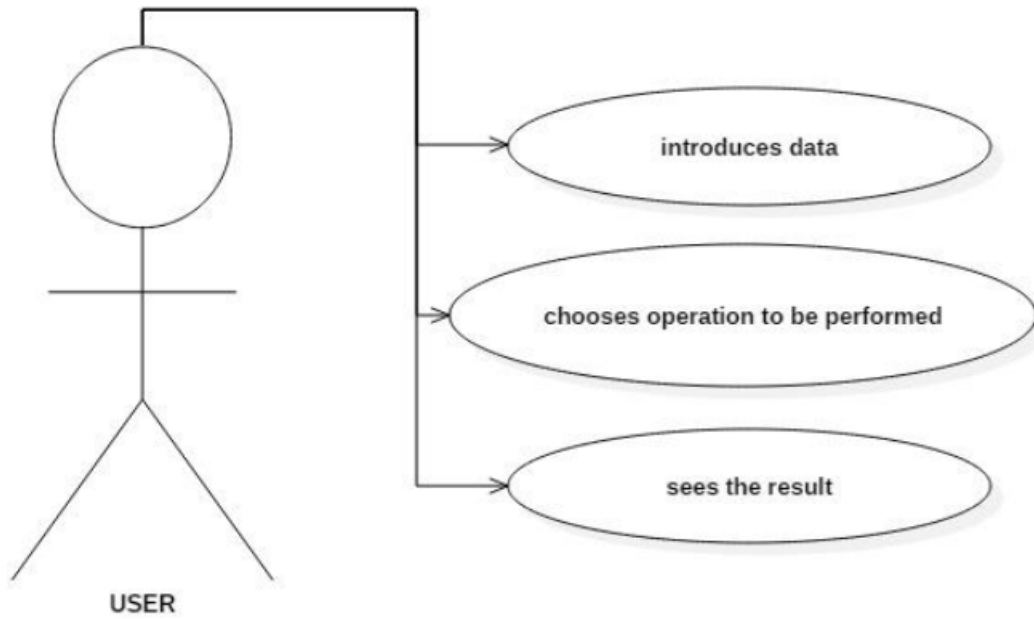 introduces data
chooses operation to be performed
sees the result
USER